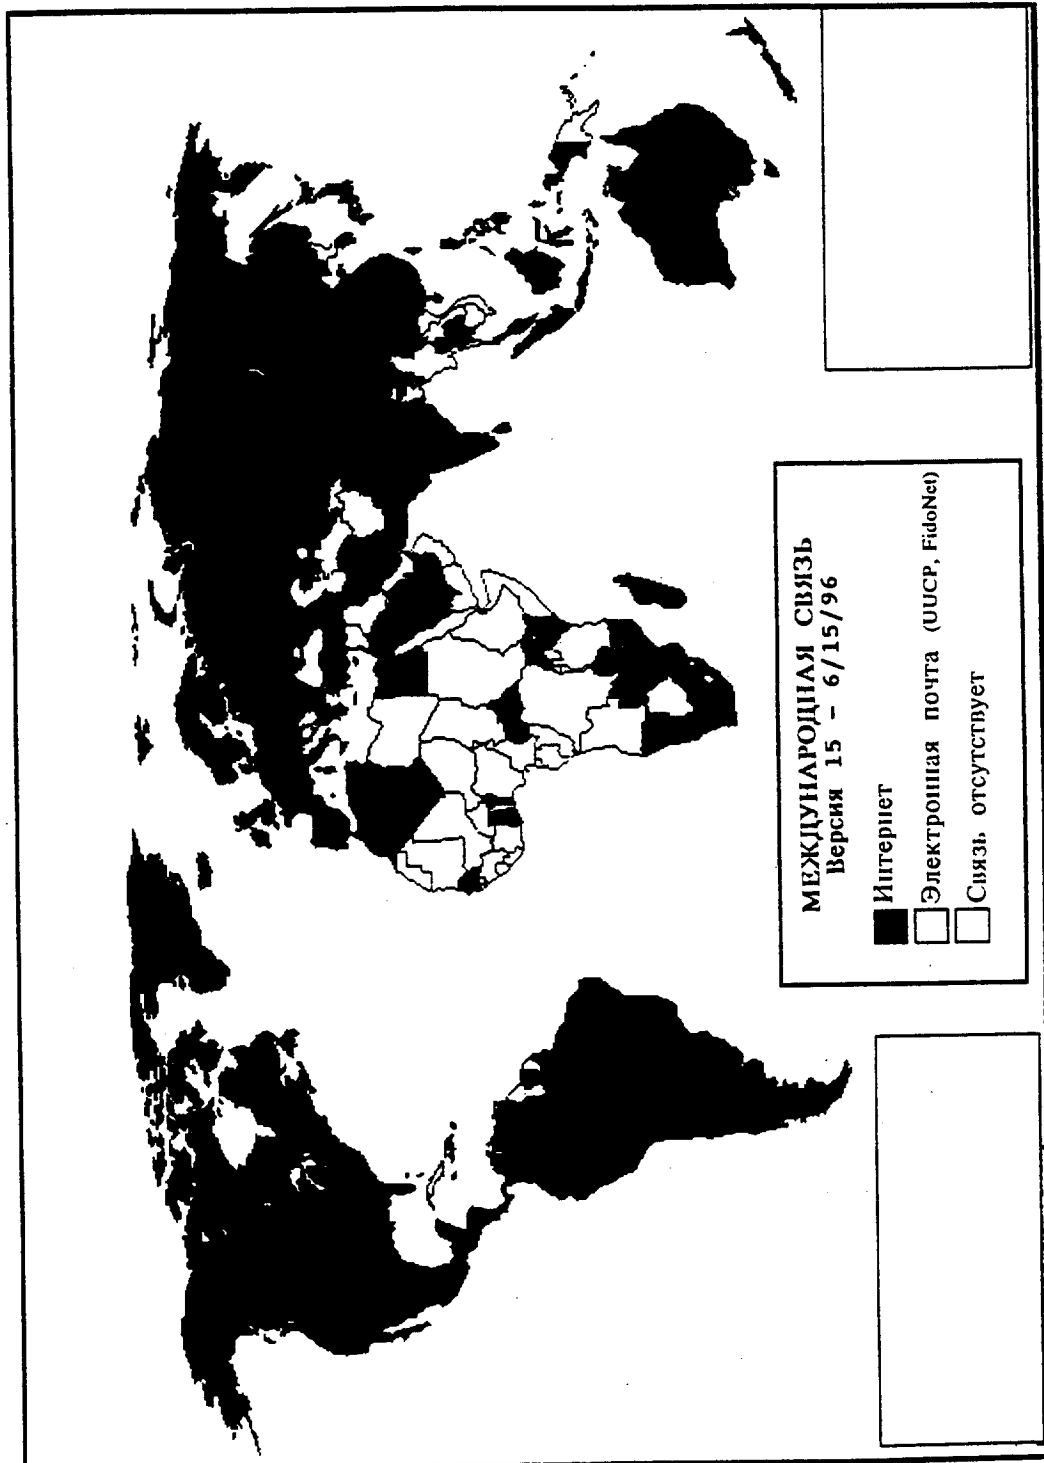 МЕЖДУНАРОДНАЯ СВЯЗЬ
Версия 15 - 6/15/96
Интернет
Электронная почта (UUCP, FidoNet)
Связь отсутствует